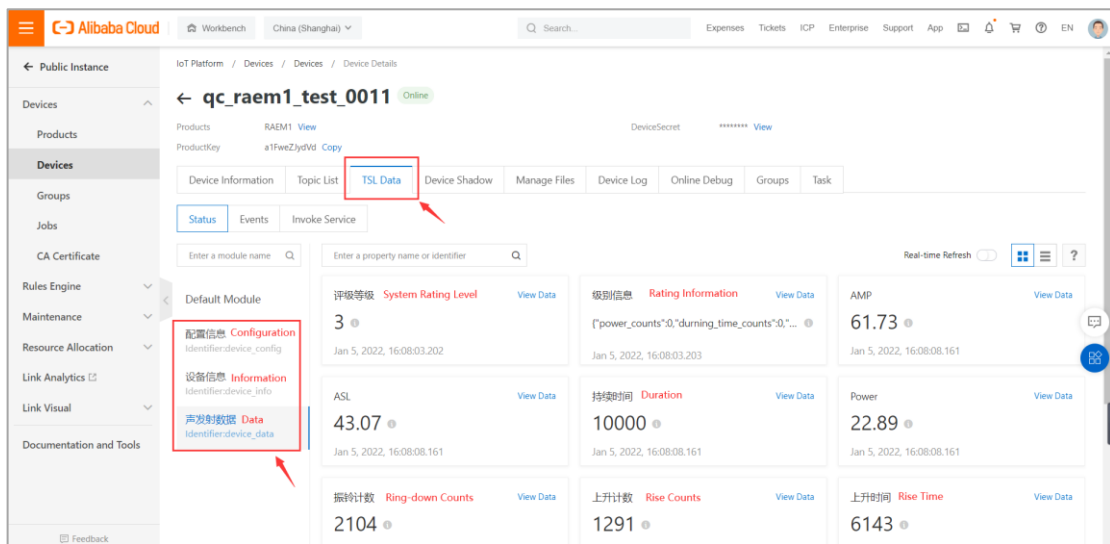 Alibaba Cloud Workbench China (Shanghai) Search... Expenses Tickets ICP Enterprise Support App EN
Public Instance
IoT Platform / Devices / Devices / Device Details
Devices
qc_raem1_test_0011 Online
Products
Products RAEM1 View DeviceSecret ******** View
ProductKey a1FweZJydVd Copy
Devices
Device Information Topic List TSL Data Device Shadow Manage Files Device Log Online Debug Groups Task
Groups
Jobs
Status Events Invoke Service
CA Certificate
Enter a module name Enter a property name or identifier Real-time Refresh ?
Rules Engine
Maintenance
Resource Allocation
Link Analytics
Link Visual
Documentation and Tools
Feedback
Default Module
配置信息 Configuration
Identifier:device_config
设备信息 Information
Identifier:device_info
声发射数据 Data
Identifier:device_data
评级等级 System Rating Level View Data
3
Jan 5, 2022, 16:08:03.202
级别信息 Rating Information View Data
{"power_counts":0,"durning_time_counts":0,"...
Jan 5, 2022, 16:08:03.203
AMP View Data
61.73
Jan 5, 2022, 16:08:08.161
ASL View Data
43.07
Jan 5, 2022, 16:08:08.161
持续时间 Duration View Data
10000
Jan 5, 2022, 16:08:08.161
Power View Data
22.89
Jan 5, 2022, 16:08:08.161
振铃计数 Ring-down Counts View Data
2104
上升计数 Rise Counts View Data
1291
上升时间 Rise Time View Data
6143